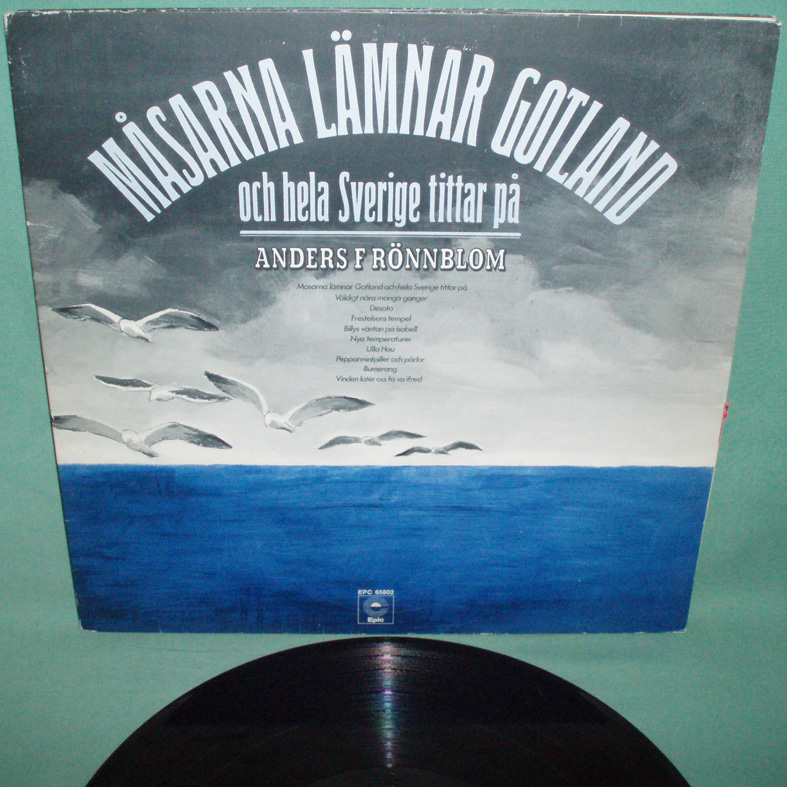 MÅSARNA LÄMNAR GOTLAND
och hela Sverige tittar på
ANDERS F RÖNNBLOM
Måsarna lämnar Gotland och hela Sverige tittar på
Väldigt nära många gånger
Desoto
Frestelsens tempel
Billys väntan på Isabell
Nya temperaturer
Ulla Hau
Pepparmintpiller och pärlor
Bumerang
Vinden låter oss få va ifred
EPC 65802
Epic